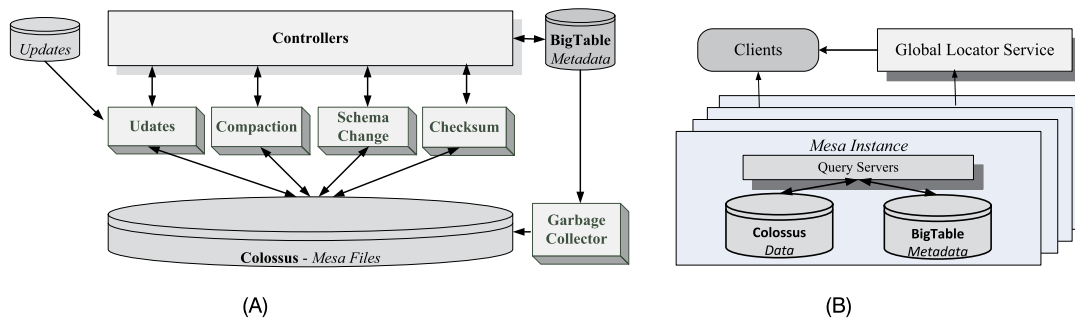 Updates
Controllers
BigTable
Metadata
Udates
Compaction
Schema
Change
Checksum
Garbage
Collector
Colossus - Mesa Files
(A)
Clients
Global Locator Service
Mesa Instance
Query Servers
Colossus
Data
BigTable
Metadata
(B)